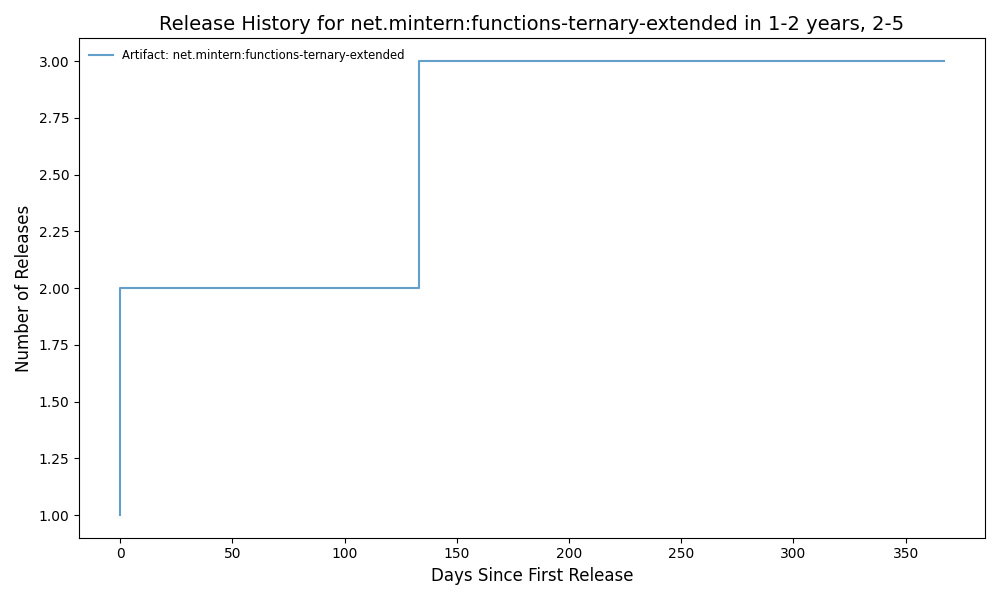 Release History for net.mintern:functions-ternary-extended in 1-2 years, 2-5
Artifact: net.mintern:functions-ternary-extended
Number of Releases
3.00
2.75
2.50
2.25
2.00
1.75
1.50
1.25
1.00
0 50 100 150 200 250 300 350
Days Since First Release